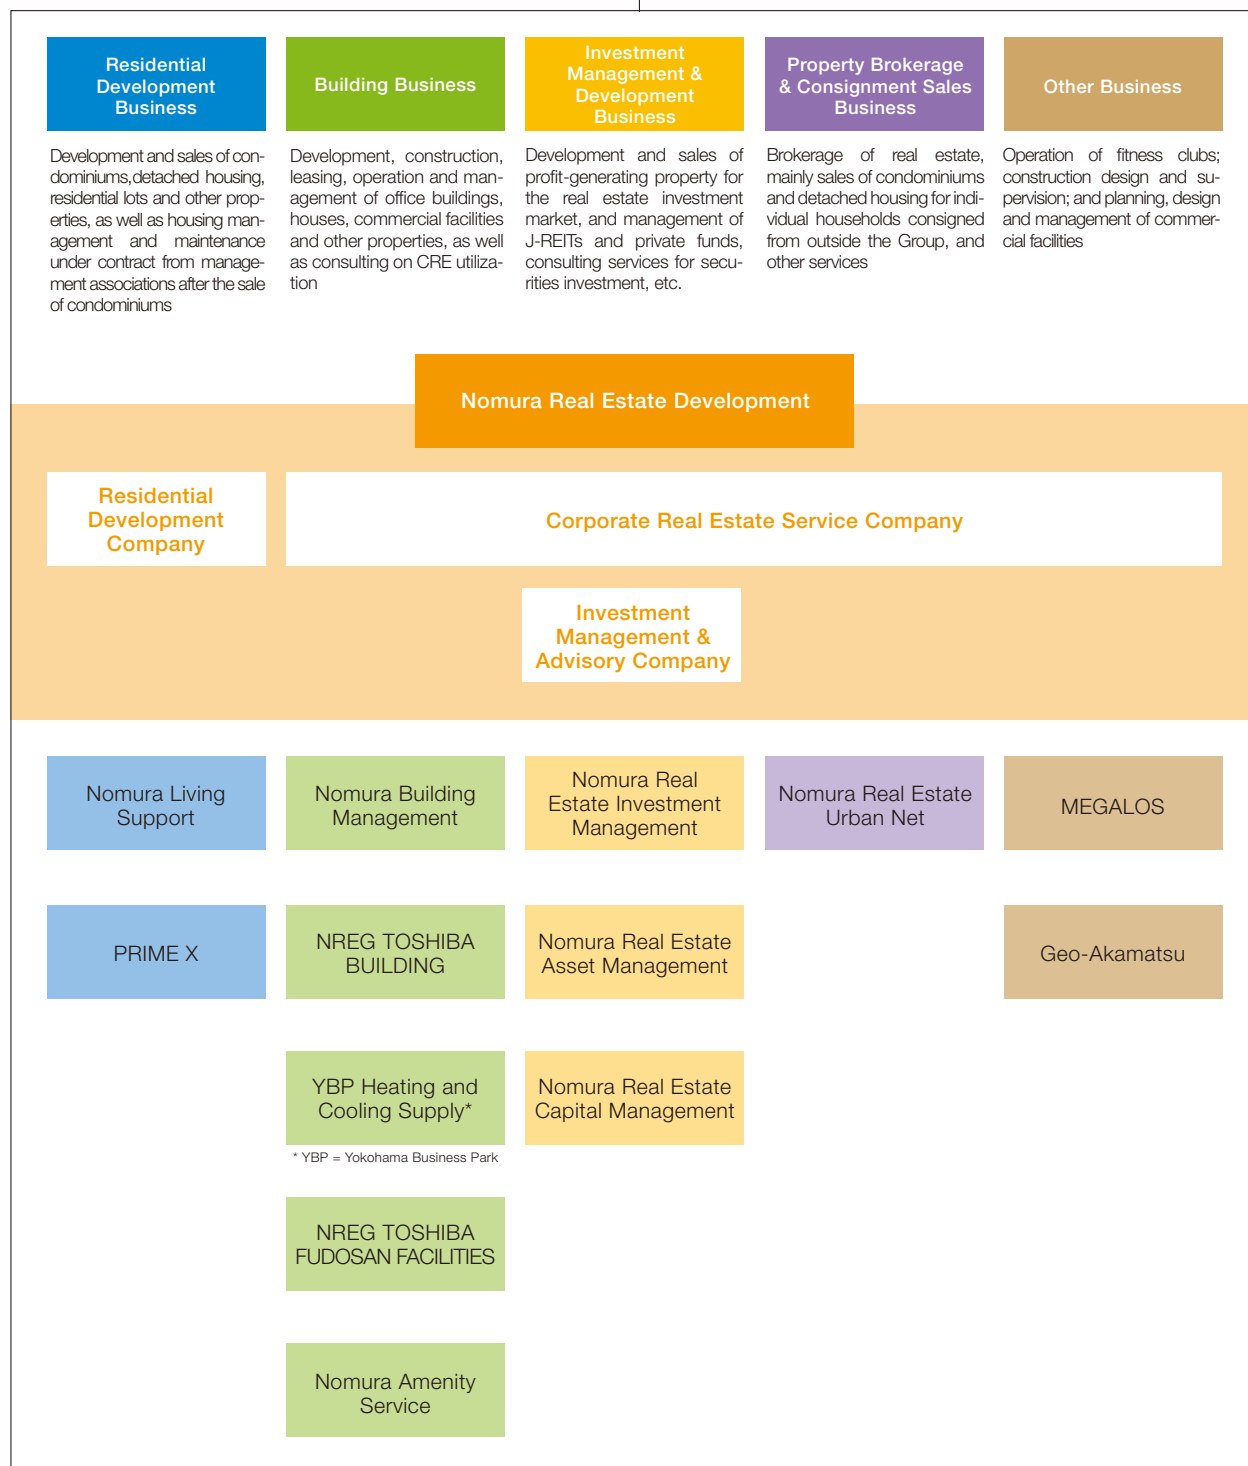 Residential
Development
Business
Building Business
Investment
Management &
Development
Business
Property Brokerage
& Consignment Sales
Business
Other Business
Development and sales of con-
dominiums,detached housing,
residential lots and other prop-
erties, as well as housing man-
agement and maintenance
under contract from manage-
ment associations after the sale
of condominiums
Development, construction,
leasing, operation and man-
agement of office buildings,
houses, commercial facilities
and other properties, as well
as consulting on CRE utiliza-
tion
Development and sales of
profit-generating property for
the real estate investment
market, and management of
J-REITs and private funds,
consulting services for secu-
rities investment, etc.
Brokerage of real estate,
mainly sales of condominiums
and detached housing for indi-
vidual households consigned
from outside the Group, and
other services
Operation of fitness clubs;
construction design and su-
pervision; and planning, design
and management of commer-
cial facilities
Nomura Real Estate Development
Residential
Development
Company
Corporate Real Estate Service Company
Investment
Management &
Advisory Company
Nomura Living
Support
Nomura Building
Management
Nomura Real
Estate Investment
Management
Nomura Real Estate
Urban Net
MEGALOS
PRIME X
NREG TOSHIBA
BUILDING
Nomura Real Estate
Asset Management
Geo-Akamatsu
YBP Heating and
Cooling Supply*
* YBP = Yokohama Business Park
Nomura Real Estate
Capital Management
NREG TOSHIBA
FUDOSAN FACILITIES
Nomura Amenity
Service